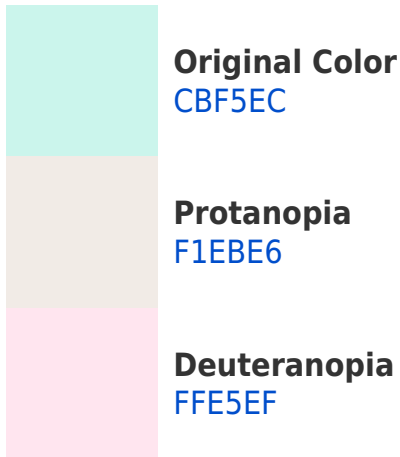 Original Color
CBF5EC
Protanopia
F1EBE6
Deuteranopia
FFE5EF